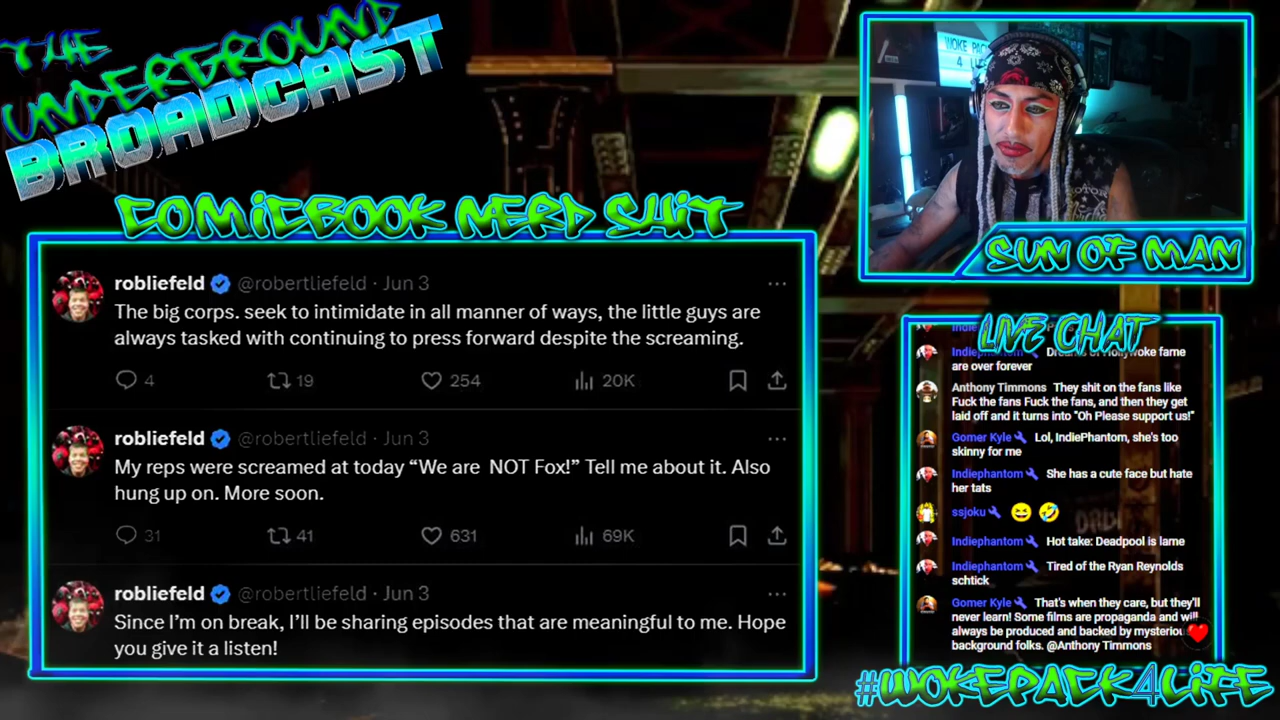 THE
UNDERGROUND
BROADCAST
COMICBOOK NERD SHIT
robliefeld @robertliefeld · Jun 3
The big corps. seek to intimidate in all manner of ways, the little guys are
always tasked with continuing to press forward despite the screaming.
4 19 254 20K
robliefeld @robertliefeld · Jun 3
My reps were screamed at today “We are NOT Fox!” Tell me about it. Also
hung up on. More soon.
31 41 631 69K
robliefeld @robertliefeld · Jun 3
Since I’m on break, I’ll be sharing episodes that are meaningful to me. Hope
you give it a listen!
WOKE PACK
SUN OF MAN
LIVE CHAT
Indiephantom Dreams of Hollywoke fame
are over forever
Anthony Timmons They shit on the fans like
Fuck the fans Fuck the fans, and then they get
laid off and it turns into "Oh Please support us!"
Gomer Kyle Lol, IndiePhantom, she's too
skinny for me
Indiephantom She has a cute face but hate
her tats
ssjoku 😆 🤣
Indiephantom Hot take: Deadpool is lame
Indiephantom Tired of the Ryan Reynolds
schtick
Gomer Kyle That's when they care, but they'll
never learn! Some films are propaganda and will
always be produced and backed by mysteriou
background folks. @Anthony Timmons
#WOKEPACK4LIFE